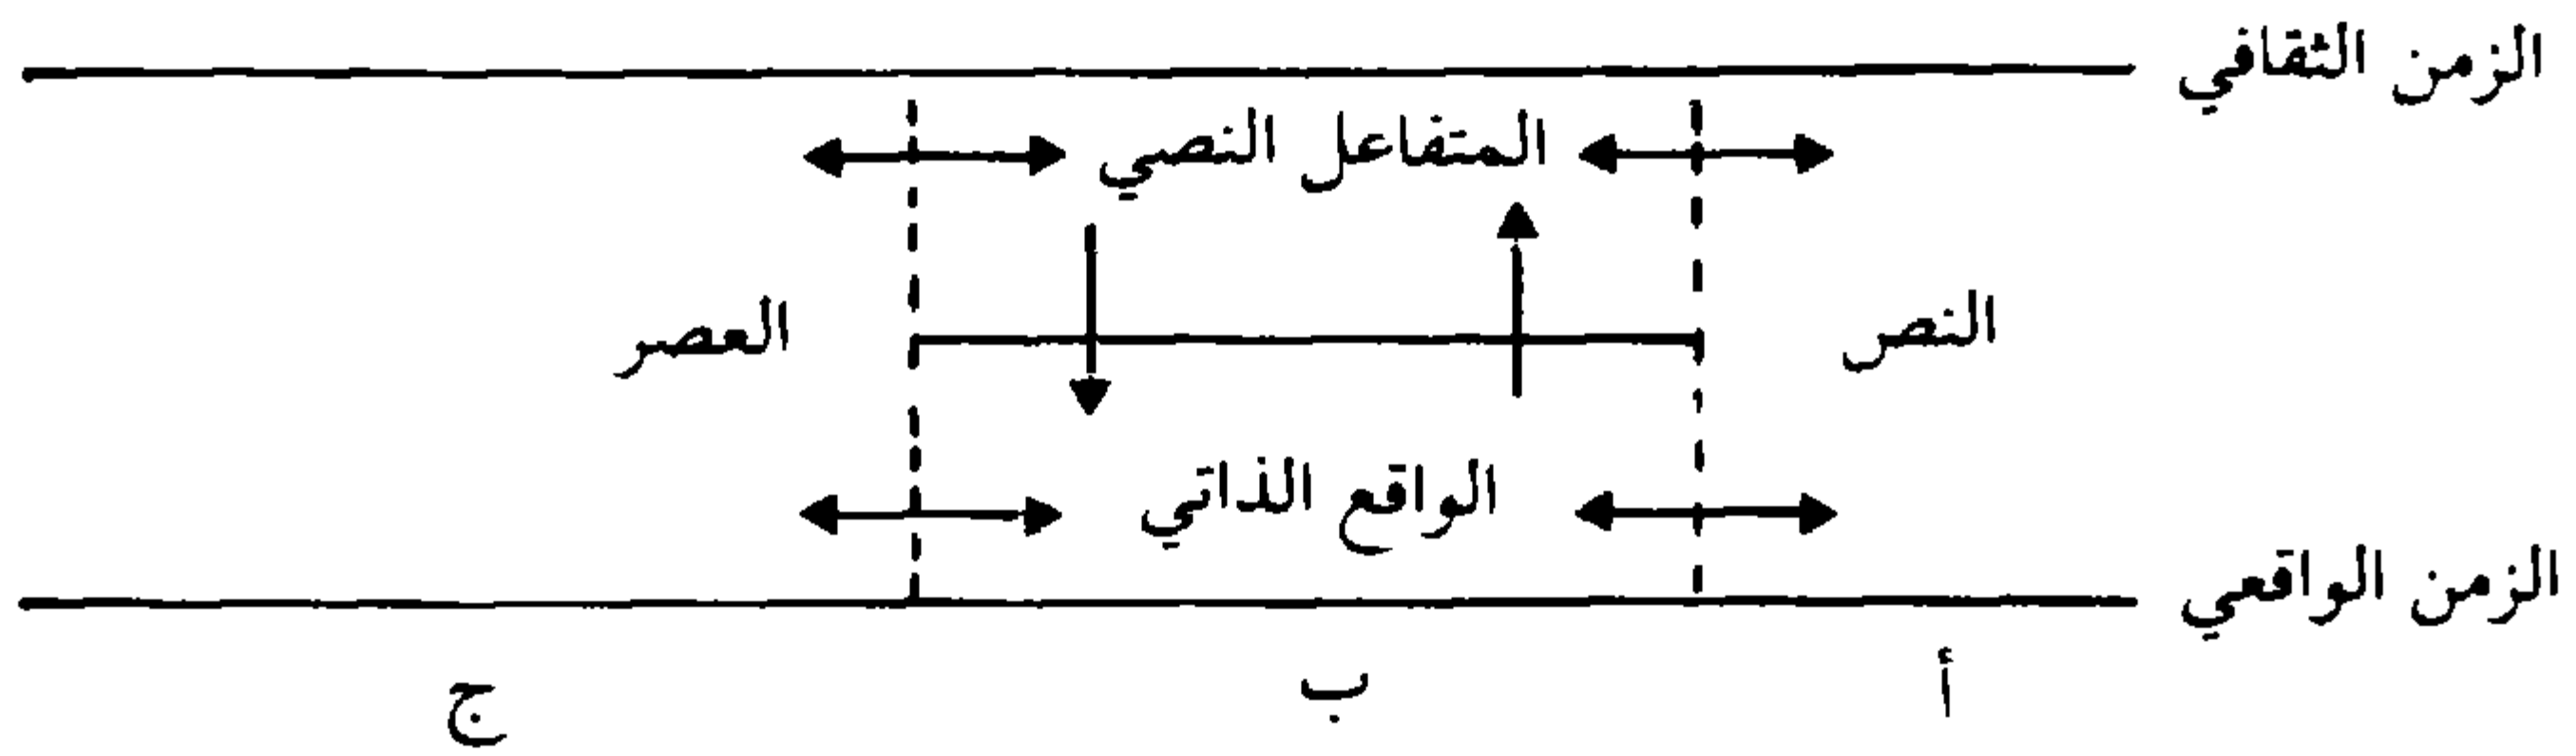 الزمن الثقافي
المتفاعل النصي
النص
العصر
الواقع الذاتي
الزمن الواقعي
أ
ب
ج